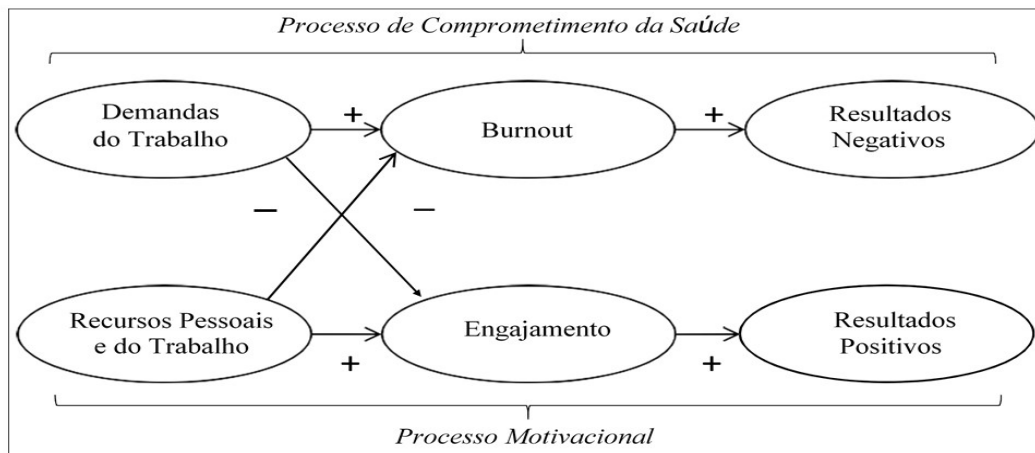 Processo de Comprometimento da Saúde
Demandas
do Trabalho
+
Burnout
+
Resultados
Negativos
−
−
Recursos Pessoais
e do Trabalho
+
Engajamento
+
Resultados
Positivos
Processo Motivacional